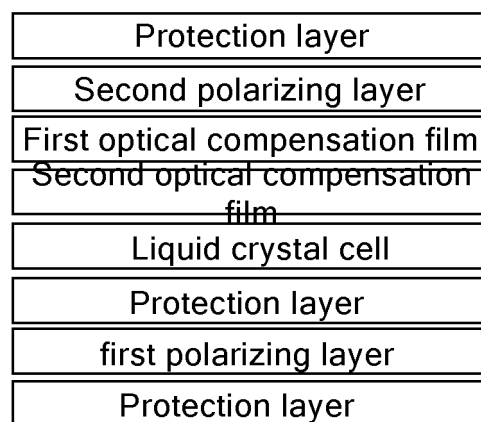 Protection layer
Second polarizing layer
First optical compensation film
Second optical compensation
film
Liquid crystal cell
Protection layer
first polarizing layer
Protection layer